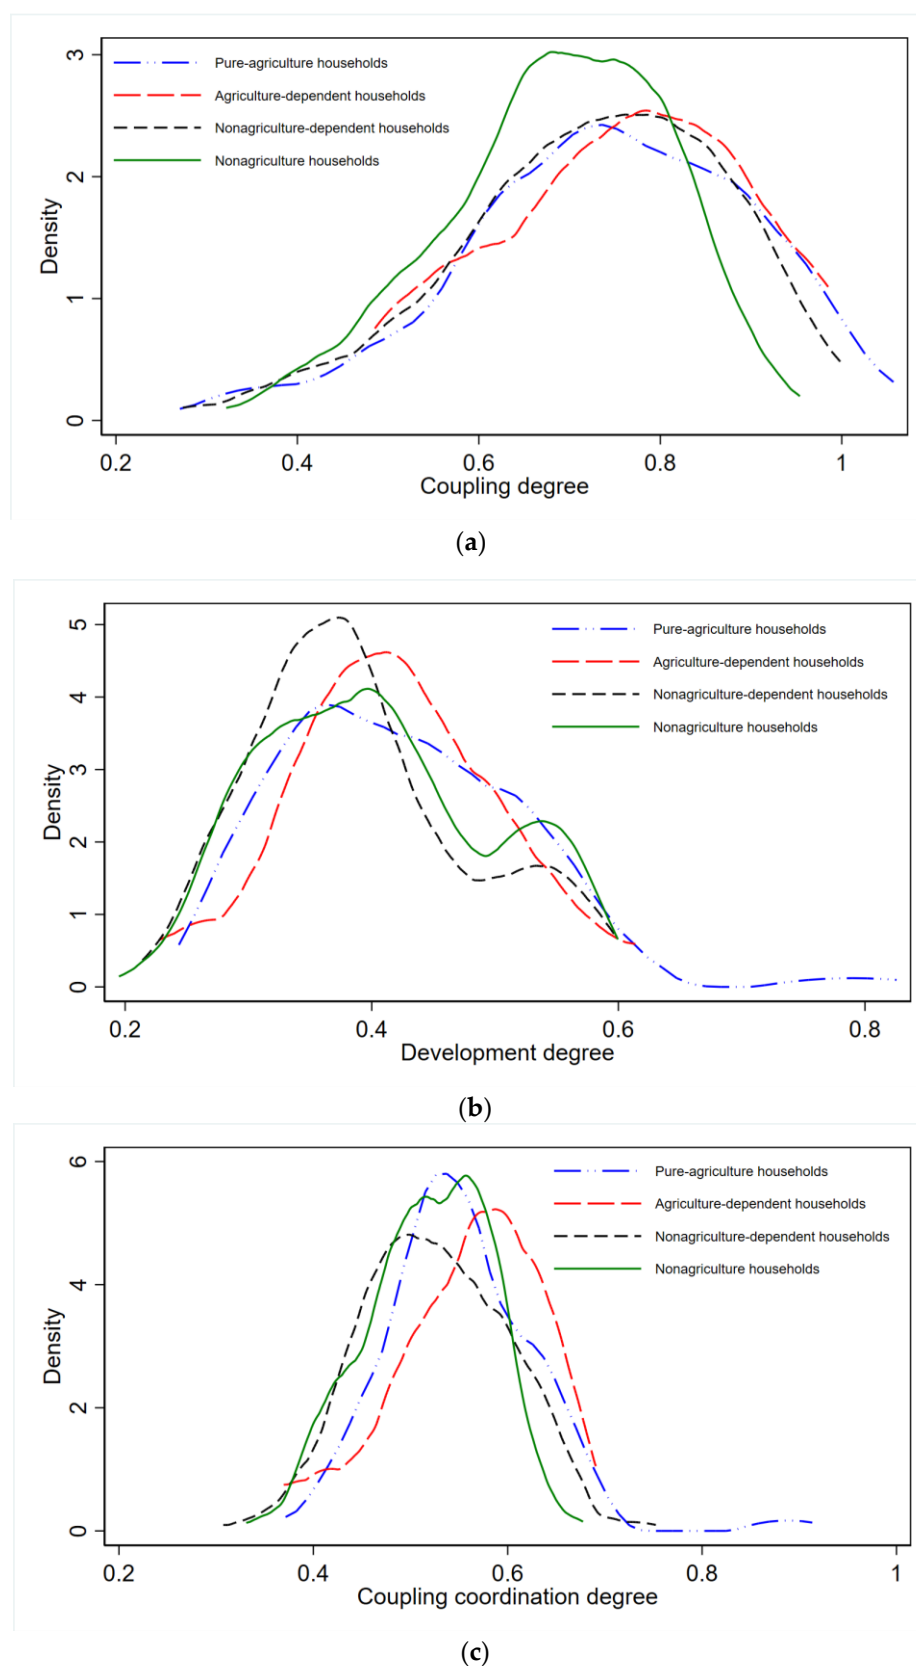 3
Pure-agriculture households
Agriculture-dependent households
Nonagriculture-dependent households
Nonagriculture households
2
Density
1
0
0.2 0.4 0.6 0.8 1
Coupling degree
(a)
5
Pure-agriculture households
Agriculture-dependent households
Nonagriculture-dependent households
Nonagriculture households
4
3
Density
2
1
0
0.2 0.4 0.6 0.8
Development degree
(b)
6
Pure-agriculture households
Agriculture-dependent households
Nonagriculture-dependent households
Nonagriculture households
4
Density
2
0
0.2 0.4 0.6 0.8 1
Coupling coordination degree
(c)